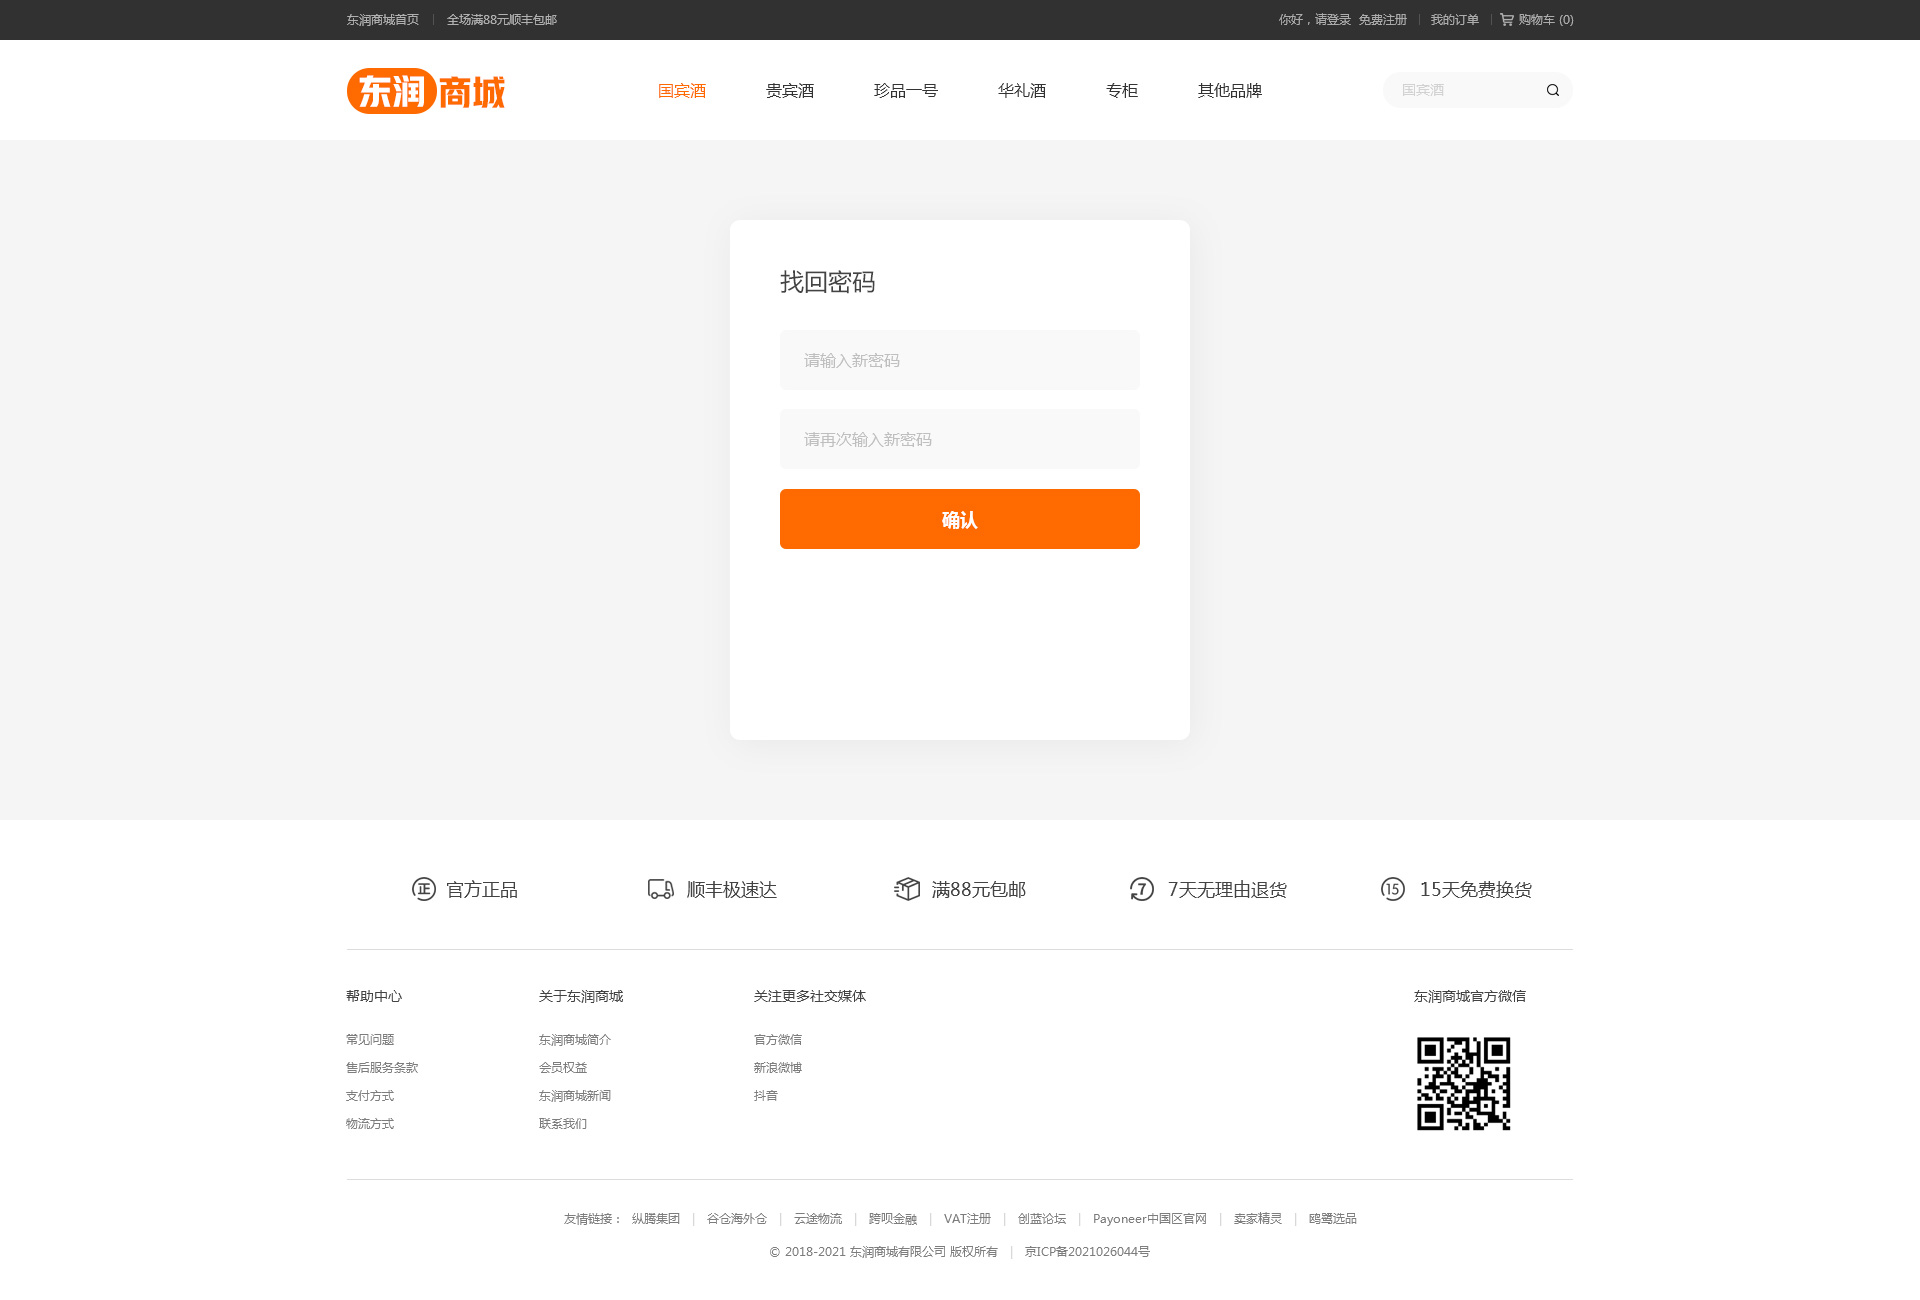 东润商城首页 | 全场满88元顺丰包邮 你好，请登录 免费注册 | 我的订单 | 购物车 (0)
东润商城 国宾酒 贵宾酒 珍品一号 华礼酒 专柜 其他品牌 国宾酒
找回密码
请输入新密码
请再次输入新密码
确认
正 官方正品 顺丰极速达 满88元包邮 7 7天无理由退货 15 15天免费换货
帮助中心 关于东润商城 关注更多社交媒体 东润商城官方微信
常见问题 东润商城简介 官方微信
售后服务条款 会员权益 新浪微博
支付方式 东润商城新闻 抖音
物流方式 联系我们
友情链接： 纵腾集团 | 谷仓海外仓 | 云途物流 | 跨呗金融 | VAT注册 | 创蓝论坛 | Payoneer中国区官网 | 卖家精灵 | 鸥鹭选品
© 2018-2021 东润商城有限公司 版权所有 | 京ICP备2021026044号